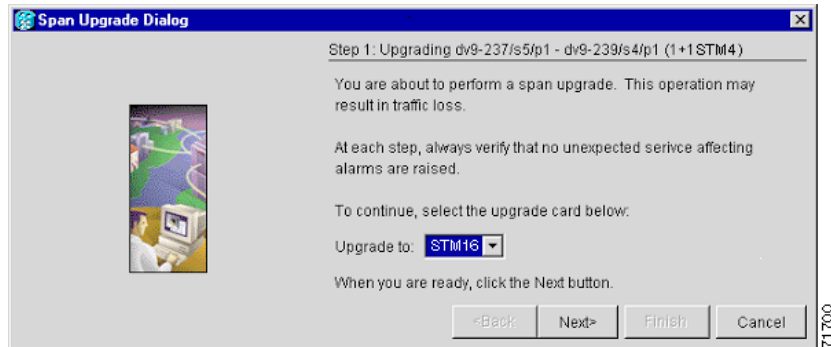 Span Upgrade Dialog
Step 1: Upgrading dv9-237/s5/p1 - dv9-239/s4/p1 (1+1STM4)
You are about to perform a span upgrade. This operation may
result in traffic loss.
At each step, always verify that no unexpected serivce affecting
alarms are raised.
To continue, select the upgrade card below:
Upgrade to: STM16
When you are ready, click the Next button.
<Back Next> Finish Cancel
71700